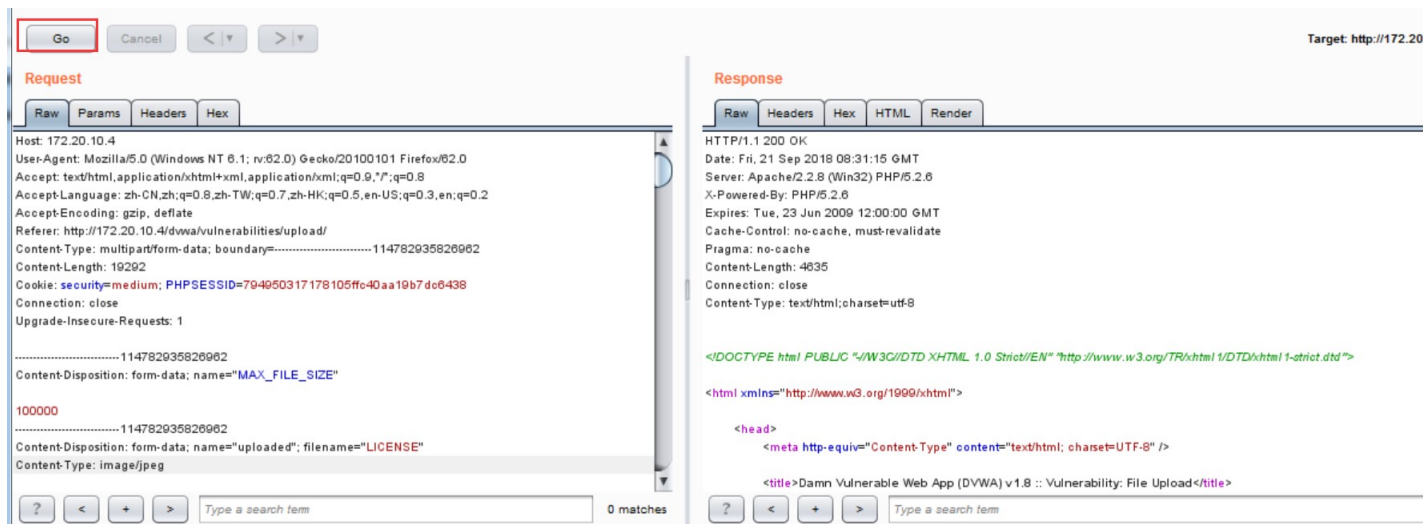 Go Cancel < ▼ > ▼ Target: http://172.20
Request
Raw Params Headers Hex
Host: 172.20.10.4
User-Agent: Mozilla/5.0 (Windows NT 6.1; rv:62.0) Gecko/20100101 Firefox/62.0
Accept: text/html,application/xhtml+xml,application/xml;q=0.9,*/*;q=0.8
Accept-Language: zh-CN,zh;q=0.8,zh-TW;q=0.7,zh-HK;q=0.5,en-US;q=0.3,en;q=0.2
Accept-Encoding: gzip, deflate
Referer: http://172.20.10.4/dvwa/vulnerabilities/upload/
Content-Type: multipart/form-data; boundary=---------------------------114782935826962
Content-Length: 19292
Cookie: security=medium; PHPSESSID=794950317178105ffc40aa19b7dc6438
Connection: close
Upgrade-Insecure-Requests: 1
-----------------------------114782935826962
Content-Disposition: form-data; name="MAX_FILE_SIZE"
100000
-----------------------------114782935826962
Content-Disposition: form-data; name="uploaded"; filename="LICENSE"
Content-Type: image/jpeg
? < + > Type a search term 0 matches
Response
Raw Headers Hex HTML Render
HTTP/1.1 200 OK
Date: Fri, 21 Sep 2018 08:31:15 GMT
Server: Apache/2.2.8 (Win32) PHP/5.2.6
X-Powered-By: PHP/5.2.6
Expires: Tue, 23 Jun 2009 12:00:00 GMT
Cache-Control: no-cache, must-revalidate
Pragma: no-cache
Content-Length: 4635
Connection: close
Content-Type: text/html;charset=utf-8
<!DOCTYPE html PUBLIC "-//W3C//DTD XHTML 1.0 Strict//EN" "http://www.w3.org/TR/xhtml1/DTD/xhtml1-strict.dtd">
<html xmlns="http://www.w3.org/1999/xhtml">
<head>
<meta http-equiv="Content-Type" content="text/html; charset=UTF-8" />
<title>Damn Vulnerable Web App (DVWA) v1.8 :: Vulnerability: File Upload</title>
? < + > Type a search term